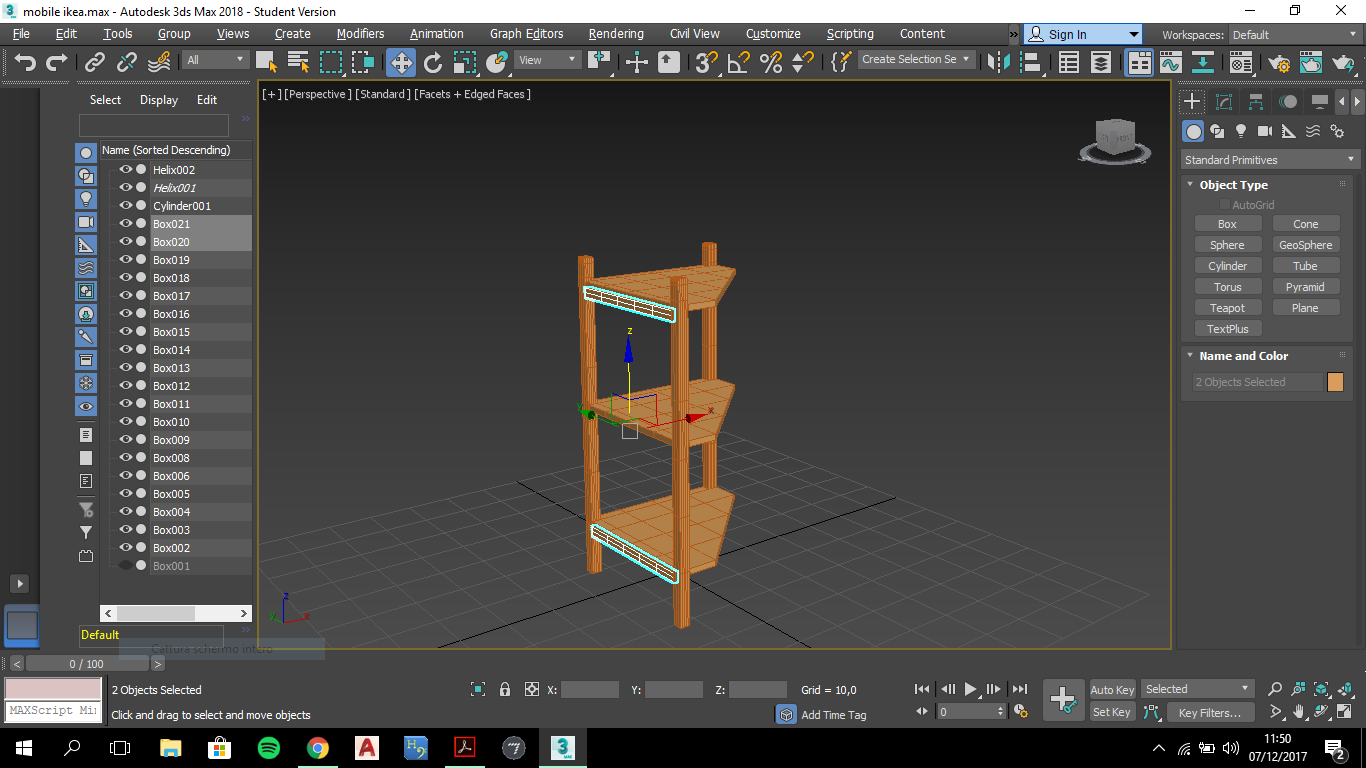 mobile ikea.max - Autodesk 3ds Max 2018 - Student Version
File Edit Tools Group Views Create Modifiers Animation Graph Editors Rendering Civil View Customize Scripting Content » Sign In Workspaces: Default
All View Create Selection Se
Select Display Edit
[+] [Perspective] [Standard] [Facets + Edged Faces]
Name (Sorted Descending)
Helix002
Helix001
Cylinder001
Box021
Box020
Box019
Box018
Box017
Box016
Box015
Box014
Box013
Box012
Box011
Box010
Box009
Box008
Box006
Box005
Box004
Box003
Box002
Box001
Default
Cattura schermo intero
z
x
y
z
x
y
Standard Primitives
Object Type
AutoGrid
Box Cone
Sphere GeoSphere
Cylinder Tube
Torus Pyramid
Teapot Plane
TextPlus
Name and Color
2 Objects Selected
< 0 / 100 >
2 Objects Selected X: Y: Z: Grid = 10,0 Auto Key Selected
MAXScript Mi
Click and drag to select and move objects Add Time Tag 0 Set Key Key Filters...
11:50
07/12/2017
2